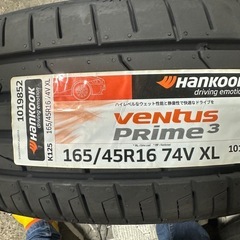 HANKOOK
driving emotion
ハイレベルなウェット性能と静粛性で快適なドライブを
ventus
PRime³
165/45R16 74V XL
1019852
HANKOOK
driving emotion
K125
165/45R16 74V XL